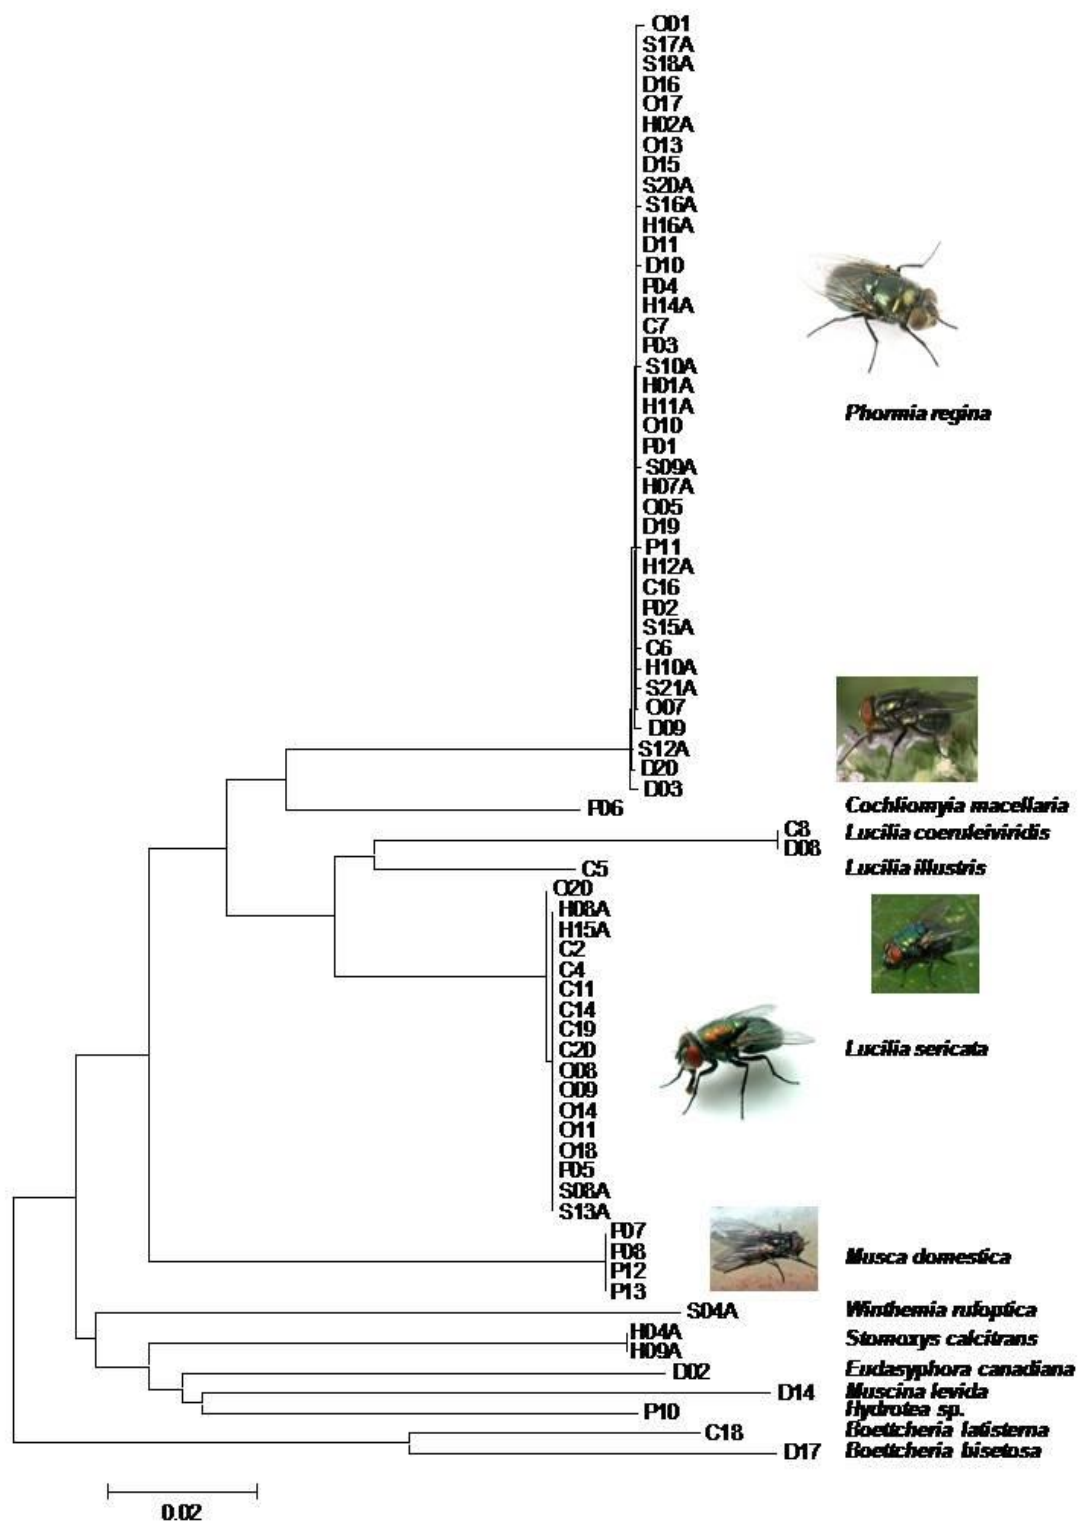 O01
S17A
S18A
D16
O17
H02A
O13
D15
S20A
S16A
H16A
D11
D10
P04
H14A
C7
P03
S10A
H01A
H11A
O10
P01
S09A
H07A
O05
D19
P11
H12A
C16
P02
S15A
C6
H10A
S21A
O07
D09
S12A
D20
D03
P06
C8
D08
C5
O20
H08A
H15A
C2
C4
C11
C14
C19
C20
O08
O09
O14
O11
O18
P05
S08A
S13A
P07
P08
P12
P13
S04A
H04A
H09A
D02
D14
P10
C18
D17
Phormia regina
Cochliomyia macellaria
Lucilia coeruleiviridis
Lucilia illustris
Lucilia sericata
Musca domestica
Winthemia rufoptica
Stomoxys calcitrans
Eudasyphora canadiana
Muscina levida
Hydrotea sp.
Boettcheria latisterna
Boettcheria bisetosa
0.02